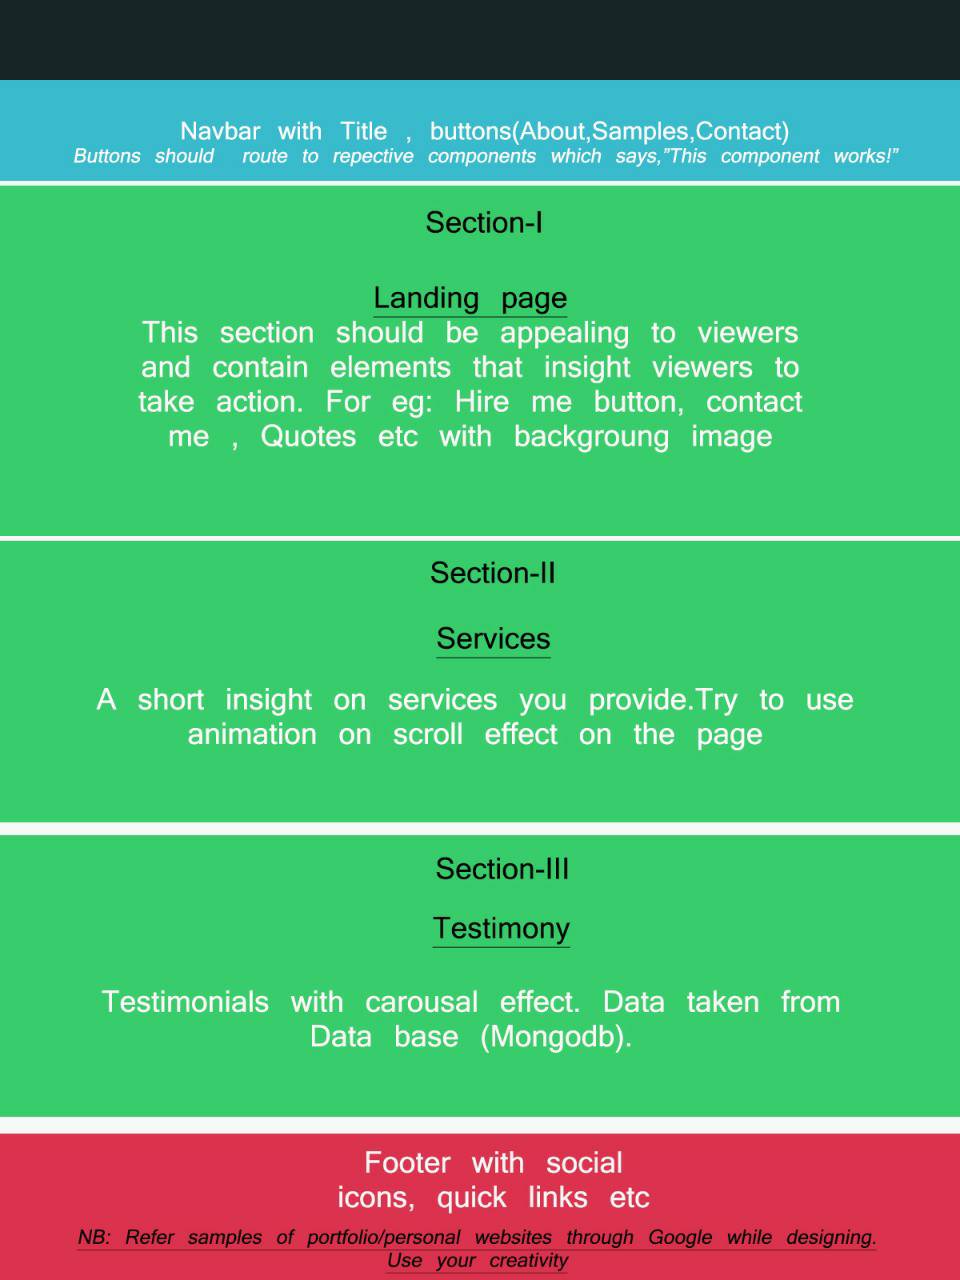 Navbar with Title , buttons(About,Samples,Contact)
Buttons should route to repective components which says,"This component works!"
Section-I
Landing page
This section should be appealing to viewers
and contain elements that insight viewers to
take action. For eg: Hire me button, contact
me , Quotes etc with backgroung image
Section-II
Services
A short insight on services you provide.Try to use
animation on scroll effect on the page
Section-III
Testimony
Testimonials with carousal effect. Data taken from
Data base (Mongodb).
Footer with social
icons, quick links etc
NB: Refer samples of portfolio/personal websites through Google while designing.
Use your creativity